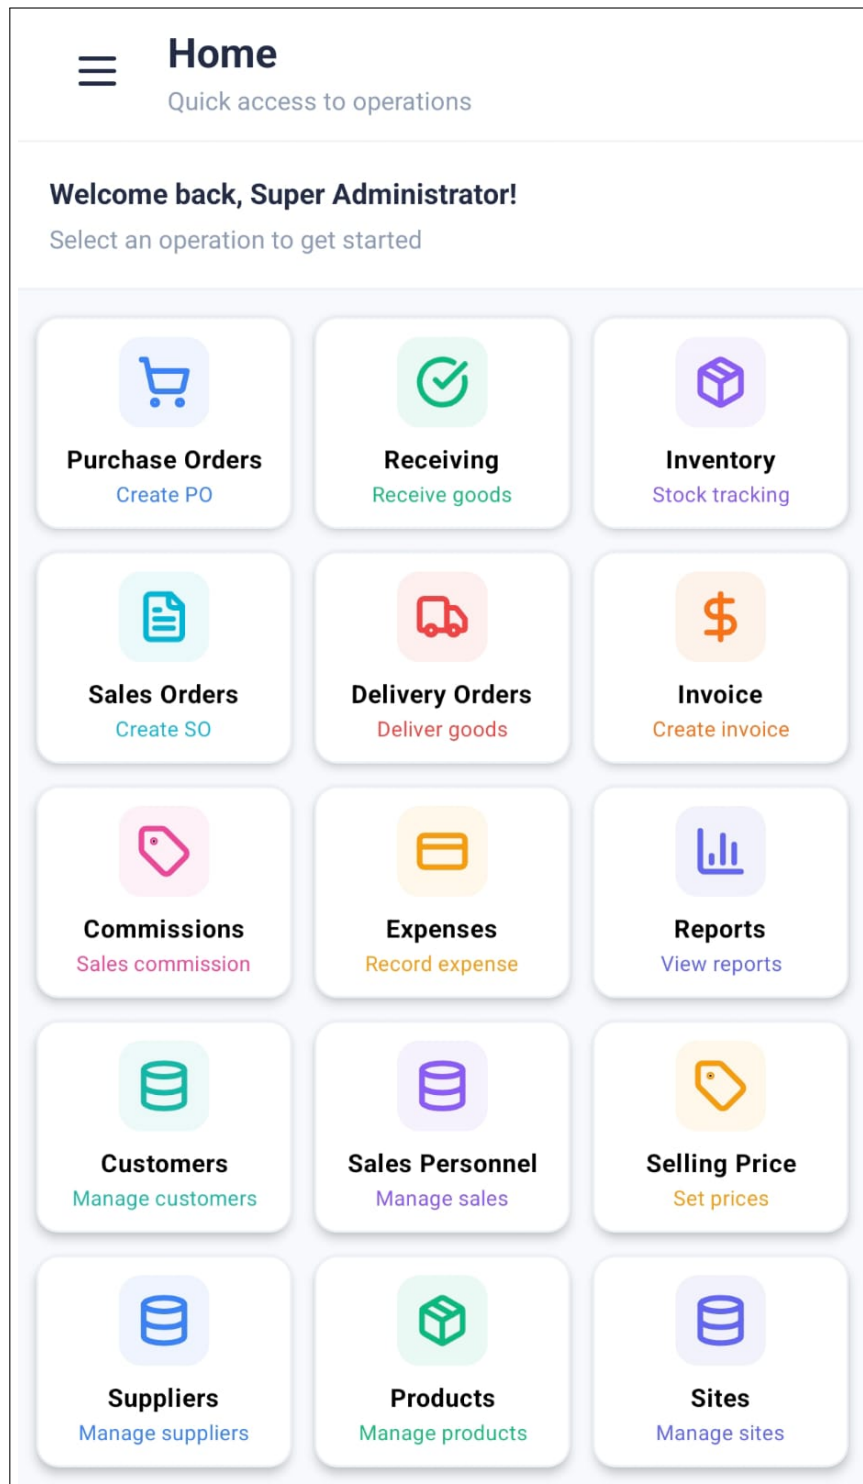 Home
Quick access to operations
Welcome back, Super Administrator!
Select an operation to get started
Purchase Orders
Create PO
Receiving
Receive goods
Inventory
Stock tracking
Sales Orders
Create SO
Delivery Orders
Deliver goods
Invoice
Create invoice
Commissions
Sales commission
Expenses
Record expense
Reports
View reports
Customers
Manage customers
Sales Personnel
Manage sales
Selling Price
Set prices
Suppliers
Manage suppliers
Products
Manage products
Sites
Manage sites